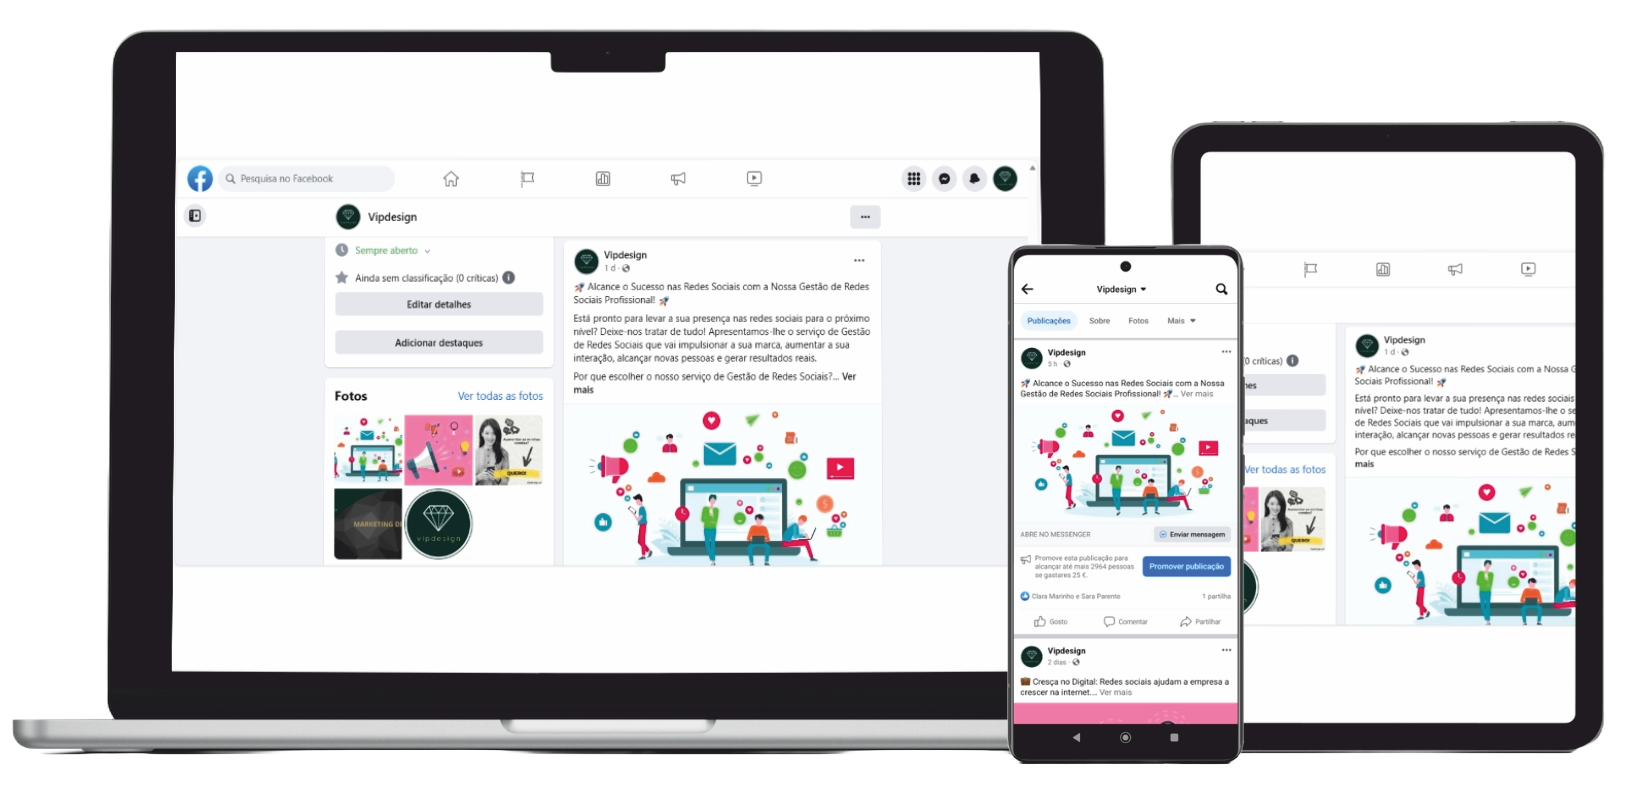 Pesquisa no Facebook
Vipdesign
Sempre aberto
Ainda sem classificação (0 críticas)
Editar detalhes
Adicionar destaques
Fotos
Ver todas as fotos
QUERO!
MARKETING DI
vipdesign
Vipdesign
1 d
🚀 Alcance o Sucesso nas Redes Sociais com a Nossa Gestão de Redes
Sociais Profissional! 🚀
Está pronto para levar a sua presença nas redes sociais para o próximo
nível? Deixe-nos tratar de tudo! Apresentamos-lhe o serviço de Gestão
de Redes Sociais que vai impulsionar a sua marca, aumentar a sua
interação, alcançar novas pessoas e gerar resultados reais.
Por que escolher o nosso serviço de Gestão de Redes Sociais?... Ver
mais
Vipdesign
Publicações Sobre Fotos Mais
Vipdesign
5 h
🚀 Alcance o Sucesso nas Redes Sociais com a Nossa
Gestão de Redes Sociais Profissional! 🚀... Ver mais
ABRE NO MESSENGER
Enviar mensagem
Promove esta publicação para
alcançar até mais 2964 pessoas
se gastares 25 €.
Promover publicação
Clara Marinho e Sara Parento
1 partilha
Gosto Comentar Partilhar
Vipdesign
2 dias
💼 Cresça no Digital: Redes sociais ajudam a empresa a
crescer na internet... Ver mais
(0 críticas)
hes
aques
Ver todas as fotos
QUERO!
Vipdesign
1 d
🚀 Alcance o Sucesso nas Redes Sociais com a Nossa G
Sociais Profissional! 🚀
Está pronto para levar a sua presença nas redes sociais
nível? Deixe-nos tratar de tudo! Apresentamos-lhe o se
de Redes Sociais que vai impulsionar a sua marca, aum
interação, alcançar novas pessoas e gerar resultados re
Por que escolher o nosso serviço de Gestão de Redes S
mais